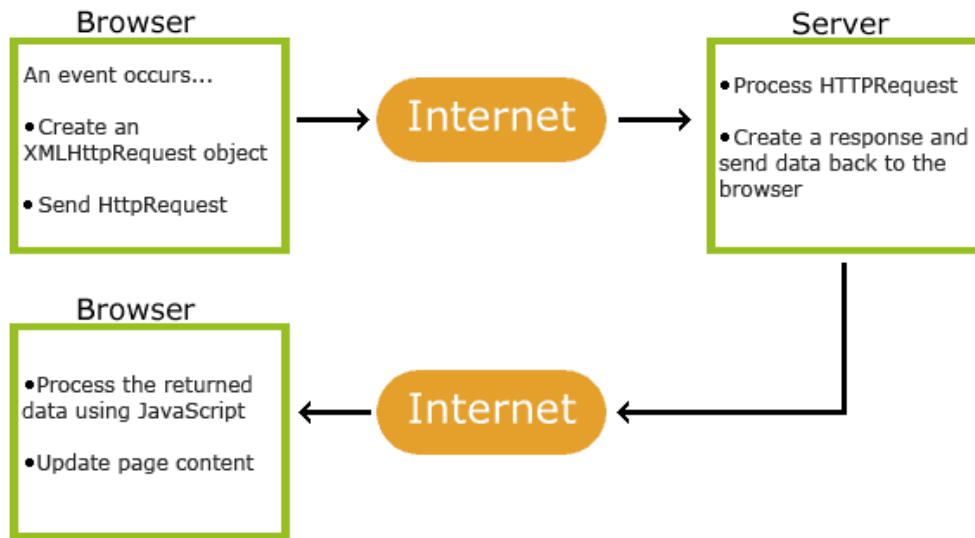 Browser
An event occurs...
•Create an
XMLHttpRequest object
•Send HttpRequest
Internet
Server
•Process HTTPRequest
•Create a response and
send data back to the
browser
Browser
•Process the returned
data using JavaScript
•Update page content
Internet